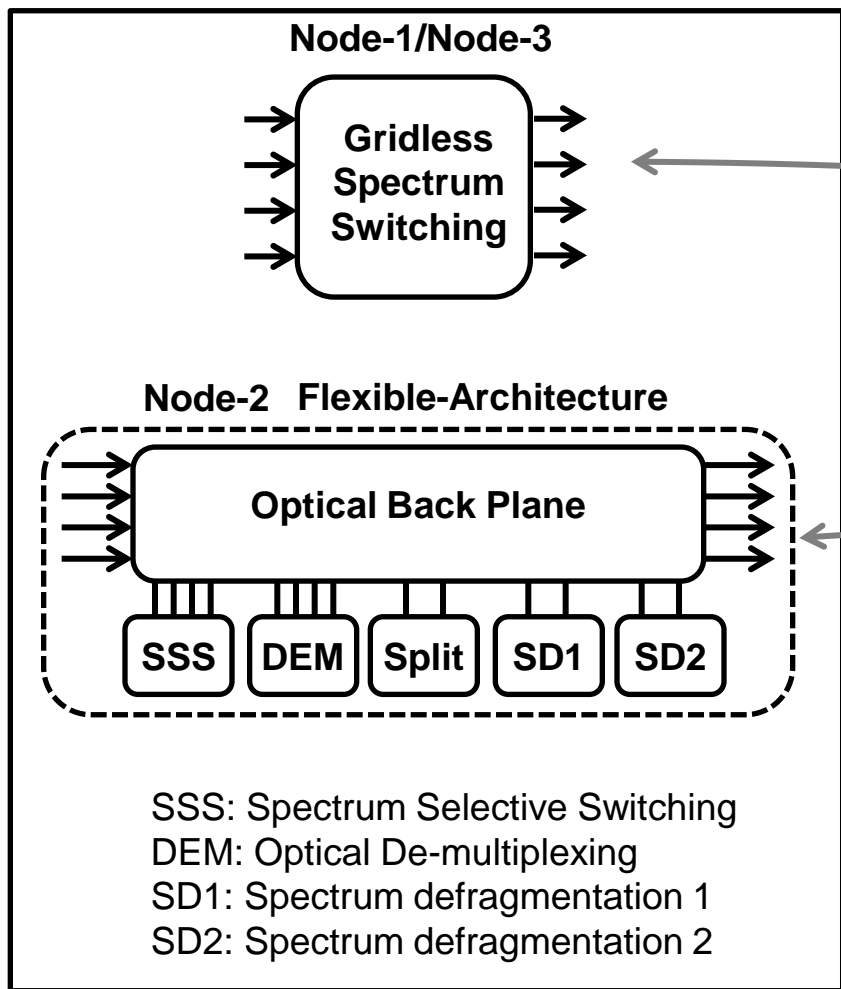 Node-1/Node-3
Gridless
Spectrum
Switching
Node-2 Flexible-Architecture
Optical Back Plane
SSS DEM Split SD1 SD2
SSS: Spectrum Selective Switching
DEM: Optical De-multiplexing
SD1: Spectrum defragmentation 1
SD2: Spectrum defragmentation 2